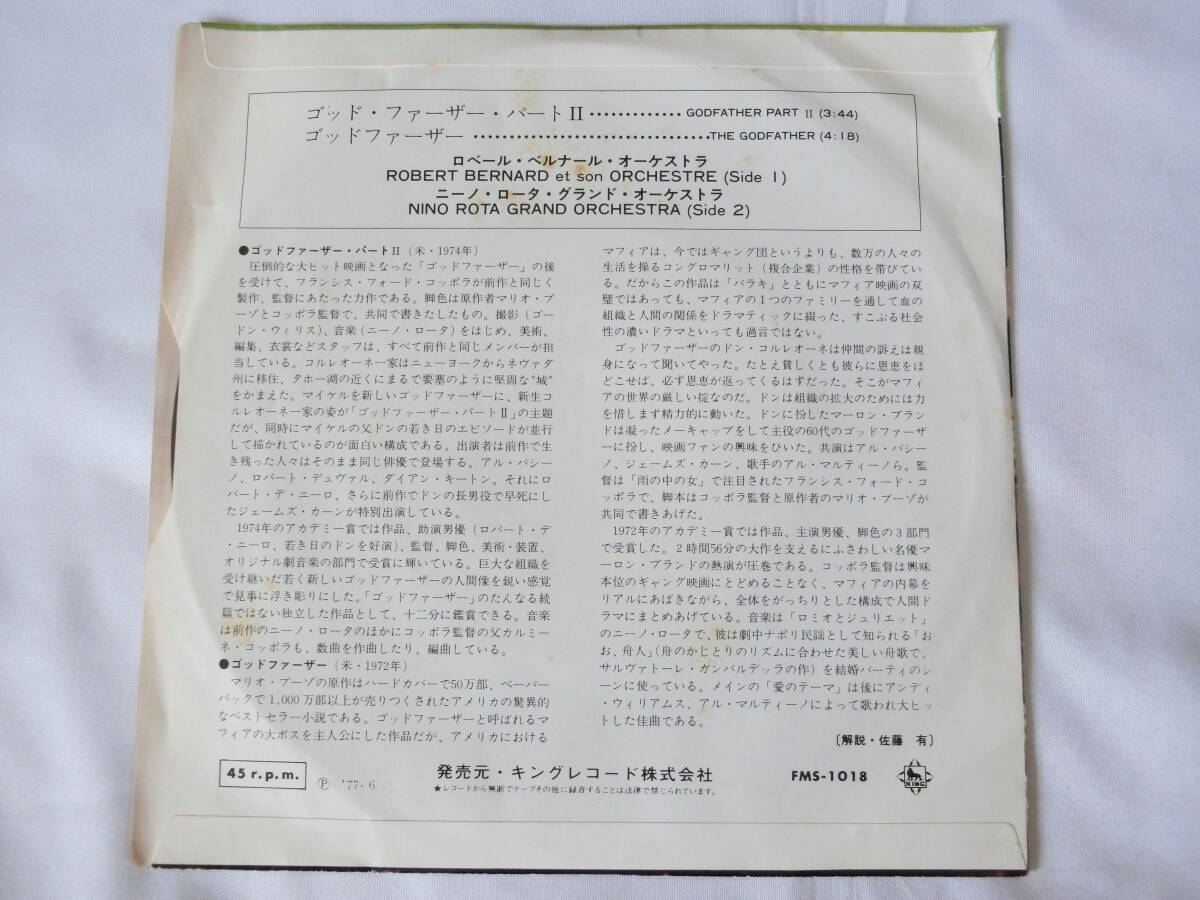 ゴッド・ファーザー・パートII ············· GODFATHER PART II (3:44)
ゴッドファーザー ································ THE GODFATHER (4:18)
ロベール・ベルナール・オーケストラ
ROBERT BERNARD et son ORCHESTRE (Side 1)
ニーノ・ロータ・グランド・オーケストラ
NINO ROTA GRAND ORCHESTRA (Side 2)
●ゴッドファーザー・パートII（米・1974年）
圧倒的な大ヒット映画となった「ゴッドファーザー」の後
を受けて、フランシス・フォード・コッポラが前作と同じく
製作、監督にあたった力作である。脚色は原作者マリオ・プ
ーゾとコッポラ監督で、共同で書きたしたもの。撮影（ゴー
ドン・ウィリス）、音楽（ニーノ・ロータ）をはじめ、美術、
編集、衣裳などスタッフは、すべて前作と同じメンバーが担
当している。コルレオーネ一家はニューヨークからネヴァダ
州に移住、タホー湖の近くにまるで要塞のように堅固な"城"
をかまえた。マイケルを新しいゴッドファーザーに、新生コ
ルレオーネ一家の姿が「ゴッドファーザー・パートII」の主題
だが、同時にマイケルの父ドンの若き日のエピソードが並行
して描かれているのが面白い構成である。出演者は前作で生
き残った人々はそのまま同じ俳優で登場する。アル・パシー
ノ、ロバート・デュヴァル、ダイアン・キートン。それにロ
バート・デ・ニーロ、さらに前作でドンの長男役で早死にし
たジェームズ・カーンが特別出演している。
1974年のアカデミー賞では作品、助演男優（ロバート・デ
・ニーロ、若き日のドンを好演）、監督、脚色、美術・装置、
オリジナル劇音楽の部門で受賞に輝いている。巨大な組織を
受け継いだ若く新しいゴッドファーザーの人間像を鋭い感覚
で見事に浮き彫りにした。「ゴッドファーザー」のたんなる続
篇ではない独立した作品として、十二分に鑑賞できる。音楽
は前作のニーノ・ロータのほかにコッポラ監督の父カルミー
ネ・コッポラも、数曲を作曲したり、編曲している。
●ゴッドファーザー（米・1972年）
マリオ・プーゾの原作はハードカバーで50万部、ペーパー
バックで1,000万部以上が売りつくされたアメリカの驚異的
なベストセラー小説である。ゴッドファーザーと呼ばれるマ
フィアの大ボスを主人公にした作品だが、アメリカにおける
マフィアは、今ではギャング団というよりも、数万の人々の
生活を操るコングロマリット（複合企業）の性格を帯びてい
る。だからこの作品は「バラキ」とともにマフィア映画の双
璧ではあっても、マフィアの1つのファミリーを通して血の
組織と人間の関係をドラマティックに綴った、すこぶる社会
性の濃いドラマといっても過言ではない。
ゴッドファーザーのドン・コルレオーネは仲間の訴えは親
身になって聞いてやった。たとえ貧しくとも彼らに恩恵をほ
どこせば、必ず恩恵が返ってくるはずだった。そこがマフィ
アの世界の厳しい掟なのだ。ドンは組織の拡大のためには力
を惜しまず精力的に動いた。ドンに扮したマーロン・ブラン
ドは凝ったメーキャップをして主役の60代のゴッドファーザ
ーに扮し、映画ファンの興味をひいた。共演はアル・パシー
ノ、ジェームズ・カーン、歌手のアル・マルティーノら。監
督は「雨の中の女」で注目されたフランシス・フォード・コ
ッポラで、脚本はコッポラ監督と原作者のマリオ・プーゾが
共同で書きあげた。
1972年のアカデミー賞では作品、主演男優、脚色の3部門
で受賞した。2時間56分の大作を支えるにふさわしい名優マ
ーロン・ブランドの熱演が圧巻である。コッポラ監督は興味
本位のギャング映画にとどめることなく、マフィアの内幕を
リアルにあばきながら、全体をがっちりとした構成で人間ド
ラマにまとめあげている。音楽は「ロミオとジュリエット」
のニーノ・ロータで、彼は劇中ナポリ民謡として知られる「お
お、舟人」（舟のかじとりのリズムに合わせた美しい舟歌で、
サルヴァトーレ・ガンバルデッラの作）を結婚パーティのシ
ーンに使っている。メインの「愛のテーマ」は後にアンディ
・ウィリアムス、アル・マルティーノによって歌われ大ヒッ
トした佳曲である。
〔解説・佐藤 有〕
45 r.p.m. Ⓟ '77・6 発売元・キングレコード株式会社 FMS-1018 KING
★レコードから無断でテープその他に録音することは法律で禁じられています。